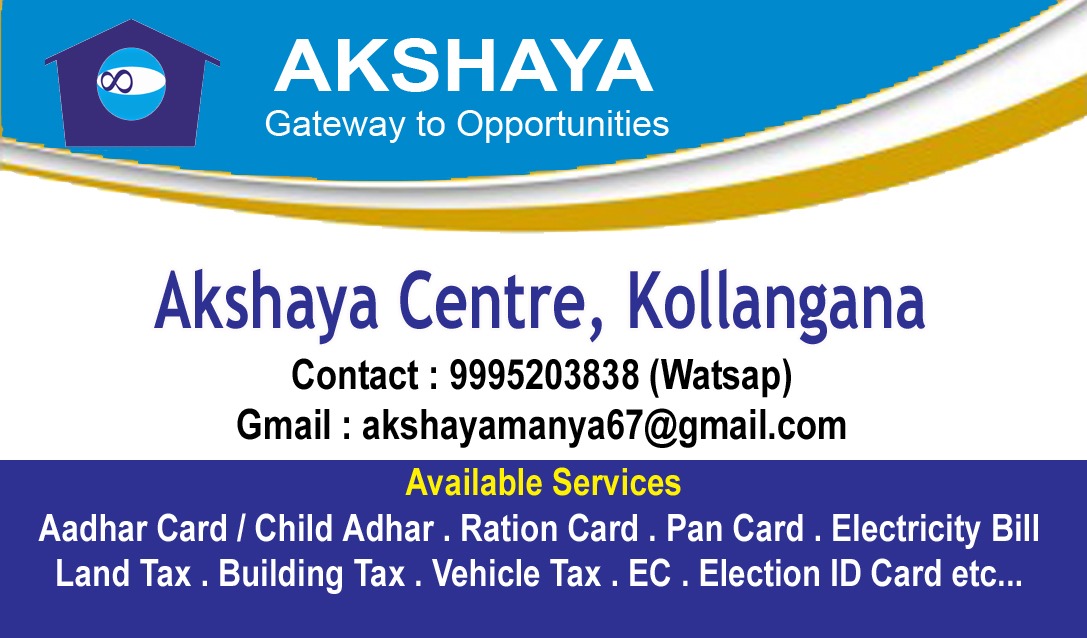 AKSHAYA
Gateway to Opportunities
Akshaya Centre, Kollangana
Contact : 9995203838 (Watsap)
Gmail : akshayamanya67@gmail.com
Available Services
Aadhar Card / Child Adhar . Ration Card . Pan Card . Electricity Bill
Land Tax . Building Tax . Vehicle Tax . EC . Election ID Card etc...